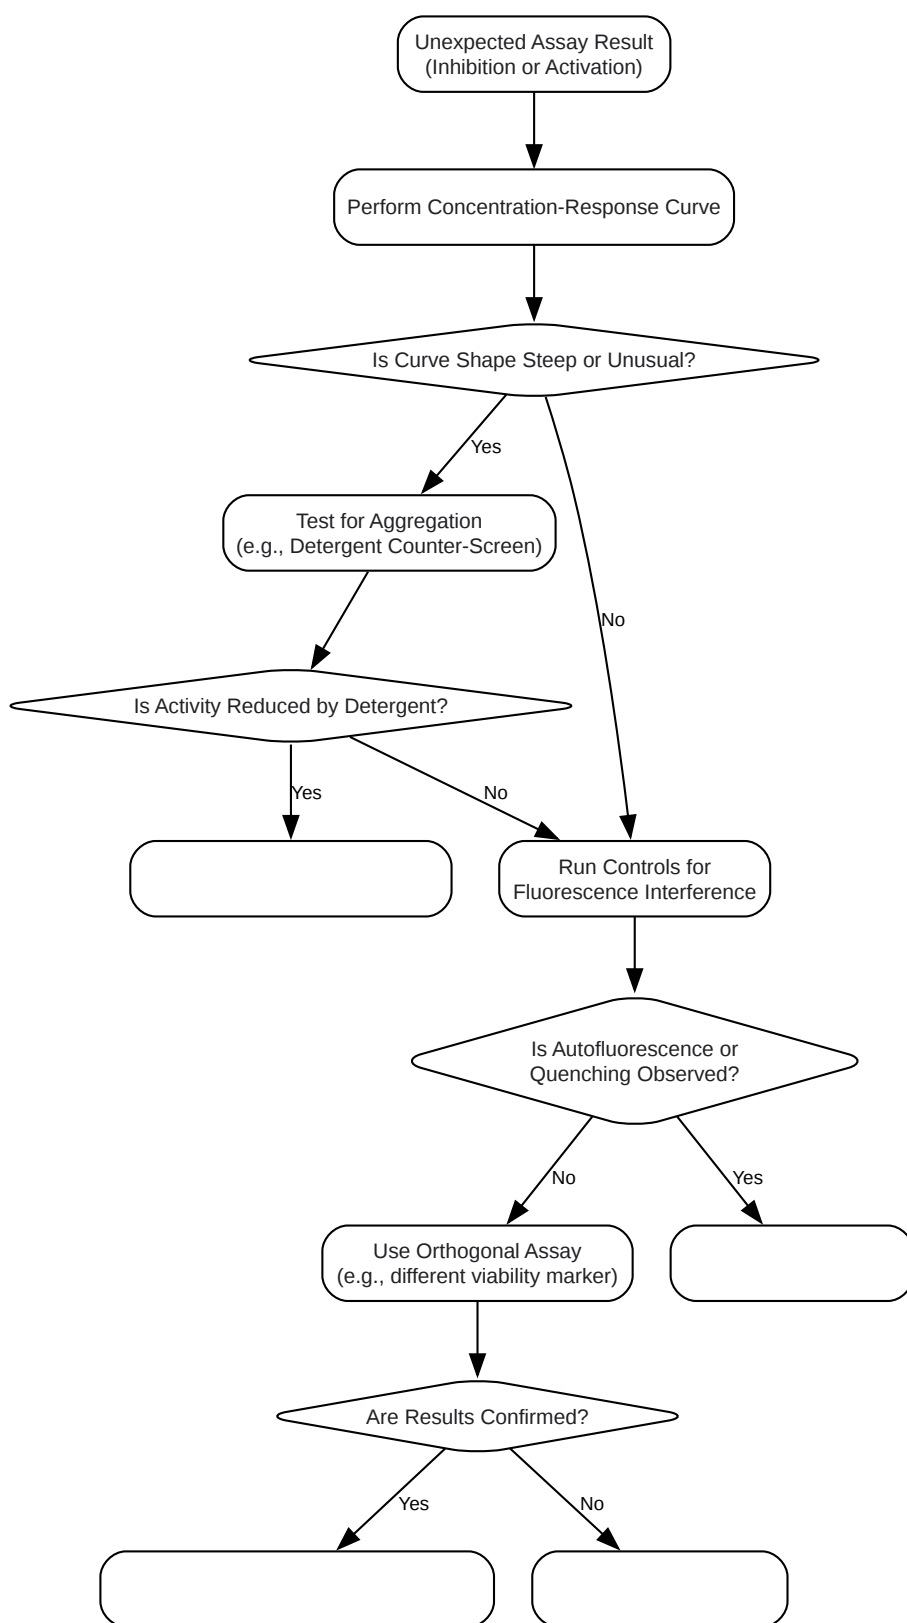 Unexpected Assay Result
(Inhibition or Activation)
Perform Concentration-Response Curve
Is Curve Shape Steep or Unusual?
Yes
Test for Aggregation
(e.g., Detergent Counter-Screen)
No
Is Activity Reduced by Detergent?
Yes
No
Run Controls for
Fluorescence Interference
Is Autofluorescence or
Quenching Observed?
No
Yes
Use Orthogonal Assay
(e.g., different viability marker)
Are Results Confirmed?
Yes
No